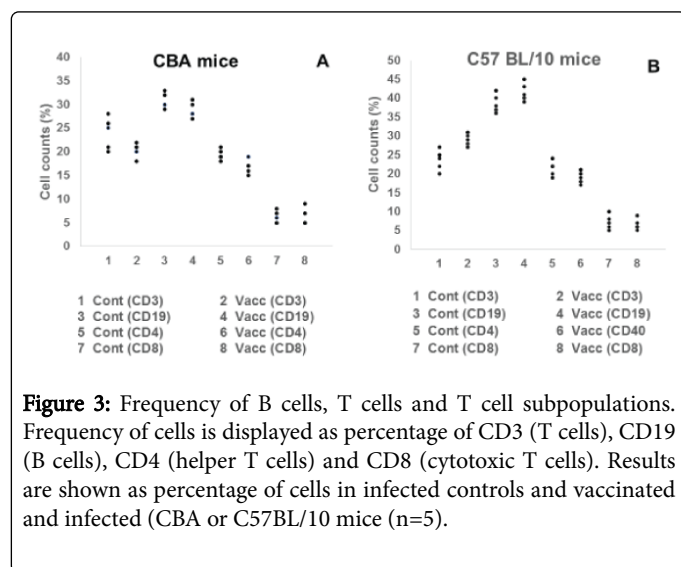 CBA mice A
40
35
30
25
20
15
10
5
0
Cell counts (%)
1 2 3 4 5 6 7 8
1 Cont (CD3) 2 Vacc (CD3)
3 Cont (CD19) 4 Vacc (CD19)
5 Cont (CD4) 6 Vacc (CD4)
7 Cont (CD8) 8 Vacc (CD8)
C57 BL/10 mice B
50
45
40
35
30
25
20
15
10
5
0
Cell counts (%)
1 2 3 4 5 6 7 8
1 Cont (CD3) 2 Vacc (CD3)
3 Cont (CD19) 4 Vacc (CD19)
5 Cont (CD4) 6 Vacc (CD40
7 Cont (CD8) 8 Vacc (CD8)
Figure 3: Frequency of B cells, T cells and T cell subpopulations.
Frequency of cells is displayed as percentage of CD3 (T cells), CD19
(B cells), CD4 (helper T cells) and CD8 (cytotoxic T cells). Results
are shown as percentage of cells in infected controls and vaccinated
and infected (CBA or C57BL/10 mice (n=5).